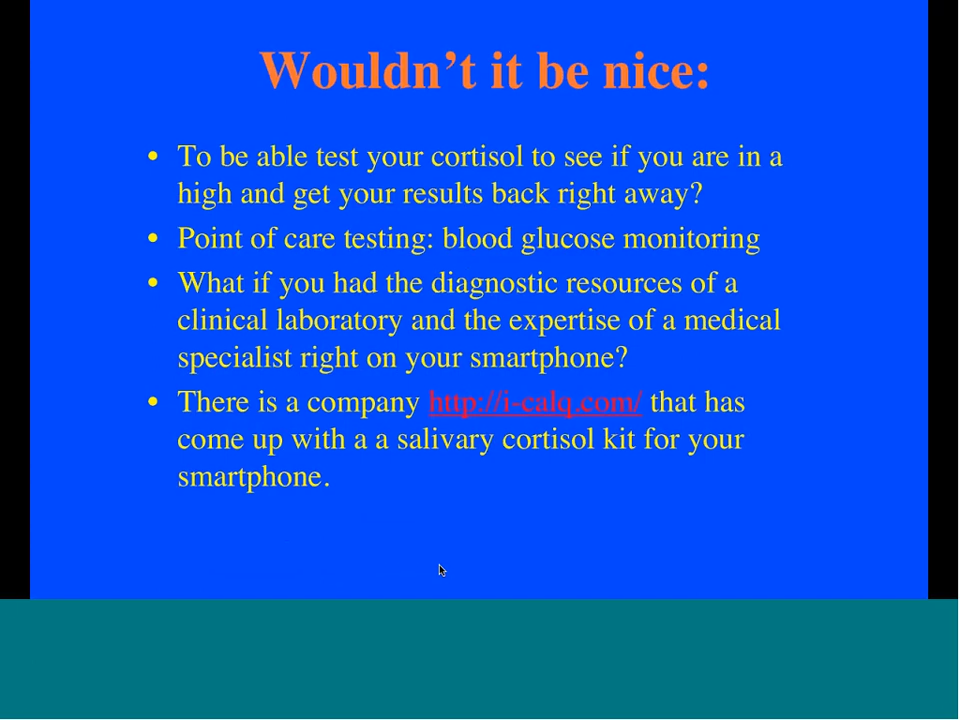 Wouldn’t it be nice:
• To be able test your cortisol to see if you are in a
high and get your results back right away?
• Point of care testing: blood glucose monitoring
• What if you had the diagnostic resources of a
clinical laboratory and the expertise of a medical
specialist right on your smartphone?
• There is a company http://i-calq.com/ that has
come up with a a salivary cortisol kit for your
smartphone.